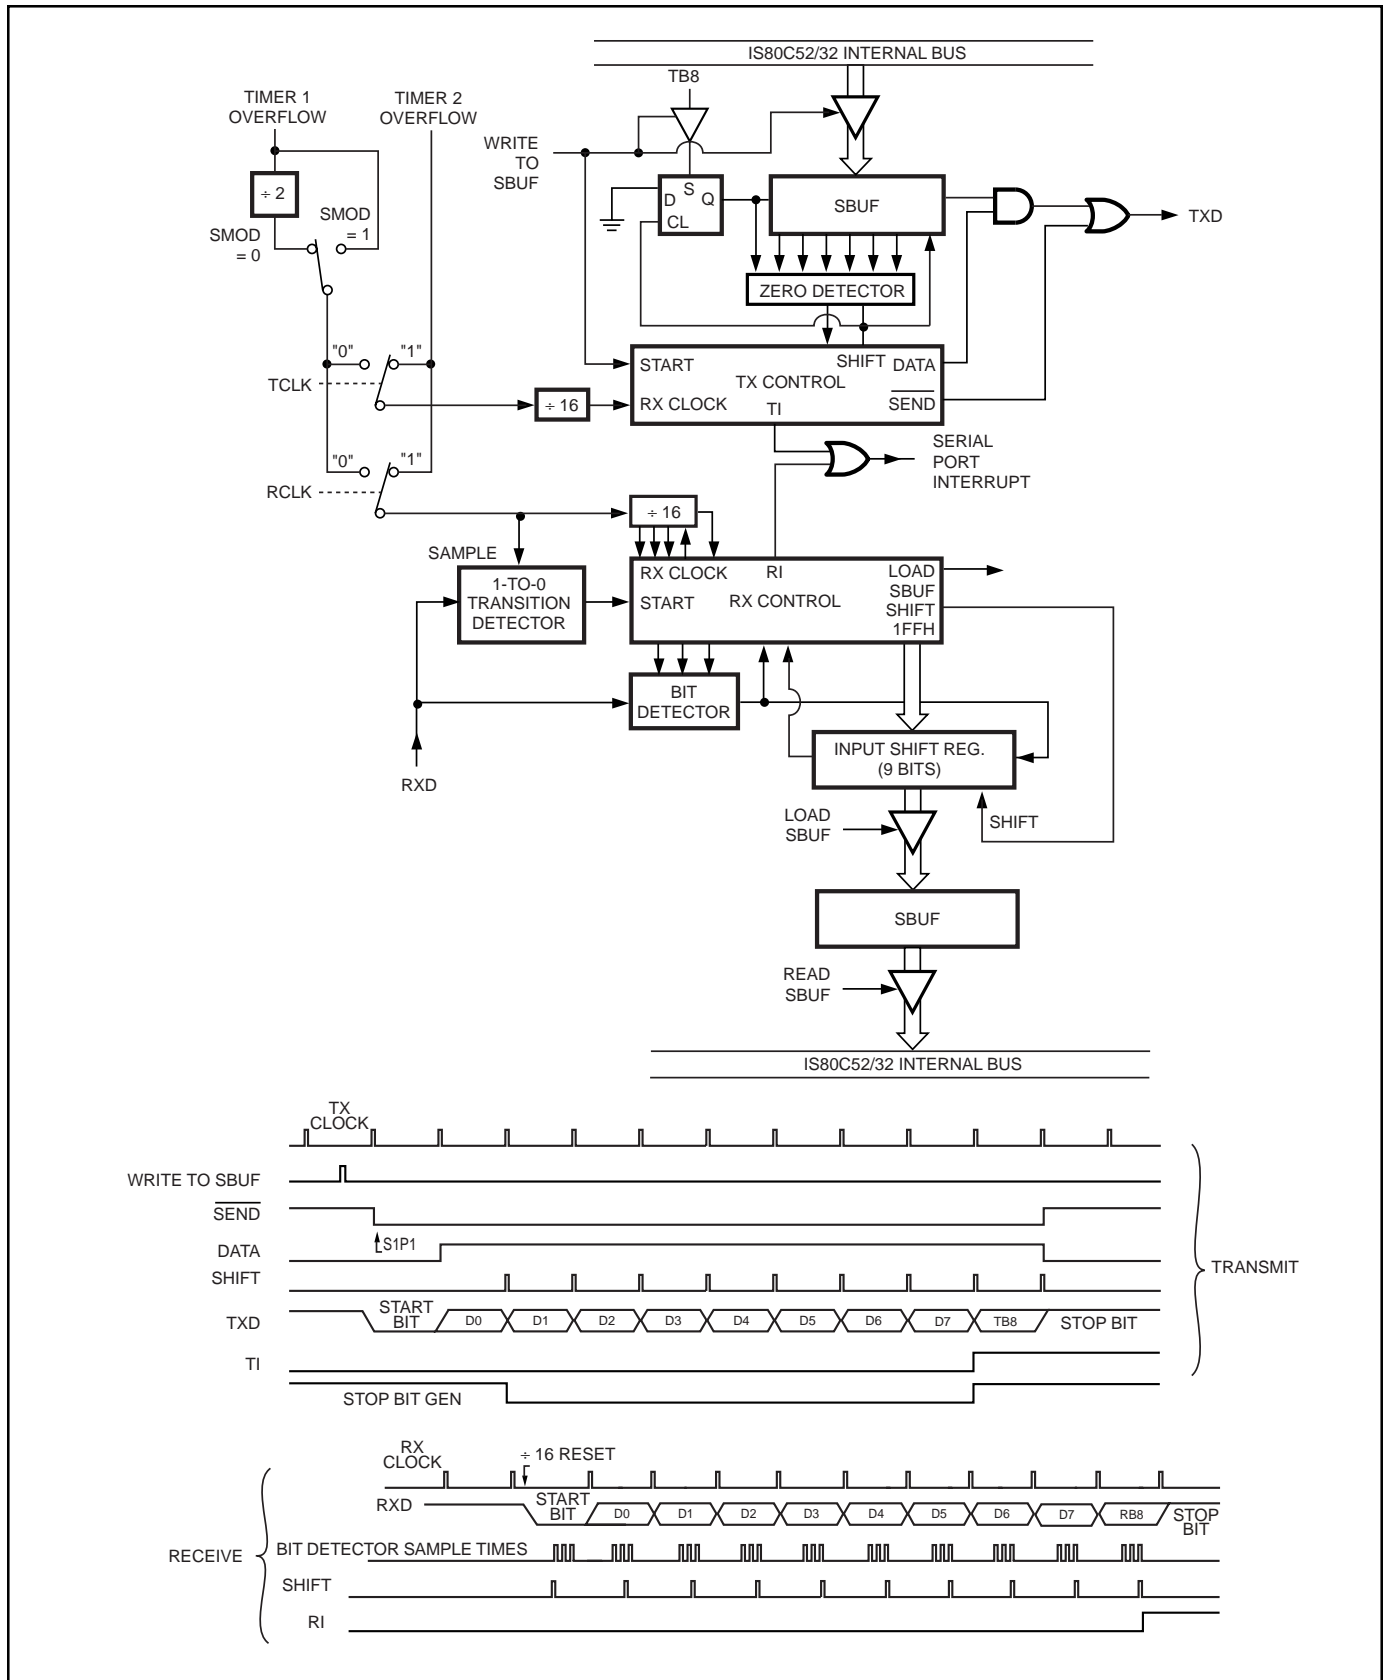 IS80C52/32 INTERNAL BUS
TB8
TIMER 1
OVERFLOW
TIMER 2
OVERFLOW
WRITE
TO
SBUF
÷ 2
SMOD
= 1
SMOD
= 0
S
D
Q
CL
SBUF
TXD
ZERO DETECTOR
"0"
"1"
TCLK
START
SHIFT
DATA
TX CONTROL
÷ 16
RX CLOCK
TI
SEND
SERIAL
PORT
INTERRUPT
"0"
"1"
RCLK
÷ 16
SAMPLE
1-TO-0
TRANSITION
DETECTOR
RX CLOCK
RI
LOAD
SBUF
START
RX CONTROL
SHIFT
1FFH
BIT
DETECTOR
INPUT SHIFT REG.
(9 BITS)
RXD
LOAD
SBUF
SHIFT
SBUF
READ
SBUF
IS80C52/32 INTERNAL BUS
TX
CLOCK
WRITE TO SBUF
SEND
S1P1
DATA
SHIFT
TRANSMIT
TXD
START
BIT
D0
D1
D2
D3
D4
D5
D6
D7
TB8
STOP BIT
TI
STOP BIT GEN
RX
CLOCK
÷ 16 RESET
RXD
START
BIT
D0
D1
D2
D3
D4
D5
D6
D7
RB8
STOP
BIT
RECEIVE
BIT DETECTOR SAMPLE TIMES
SHIFT
RI